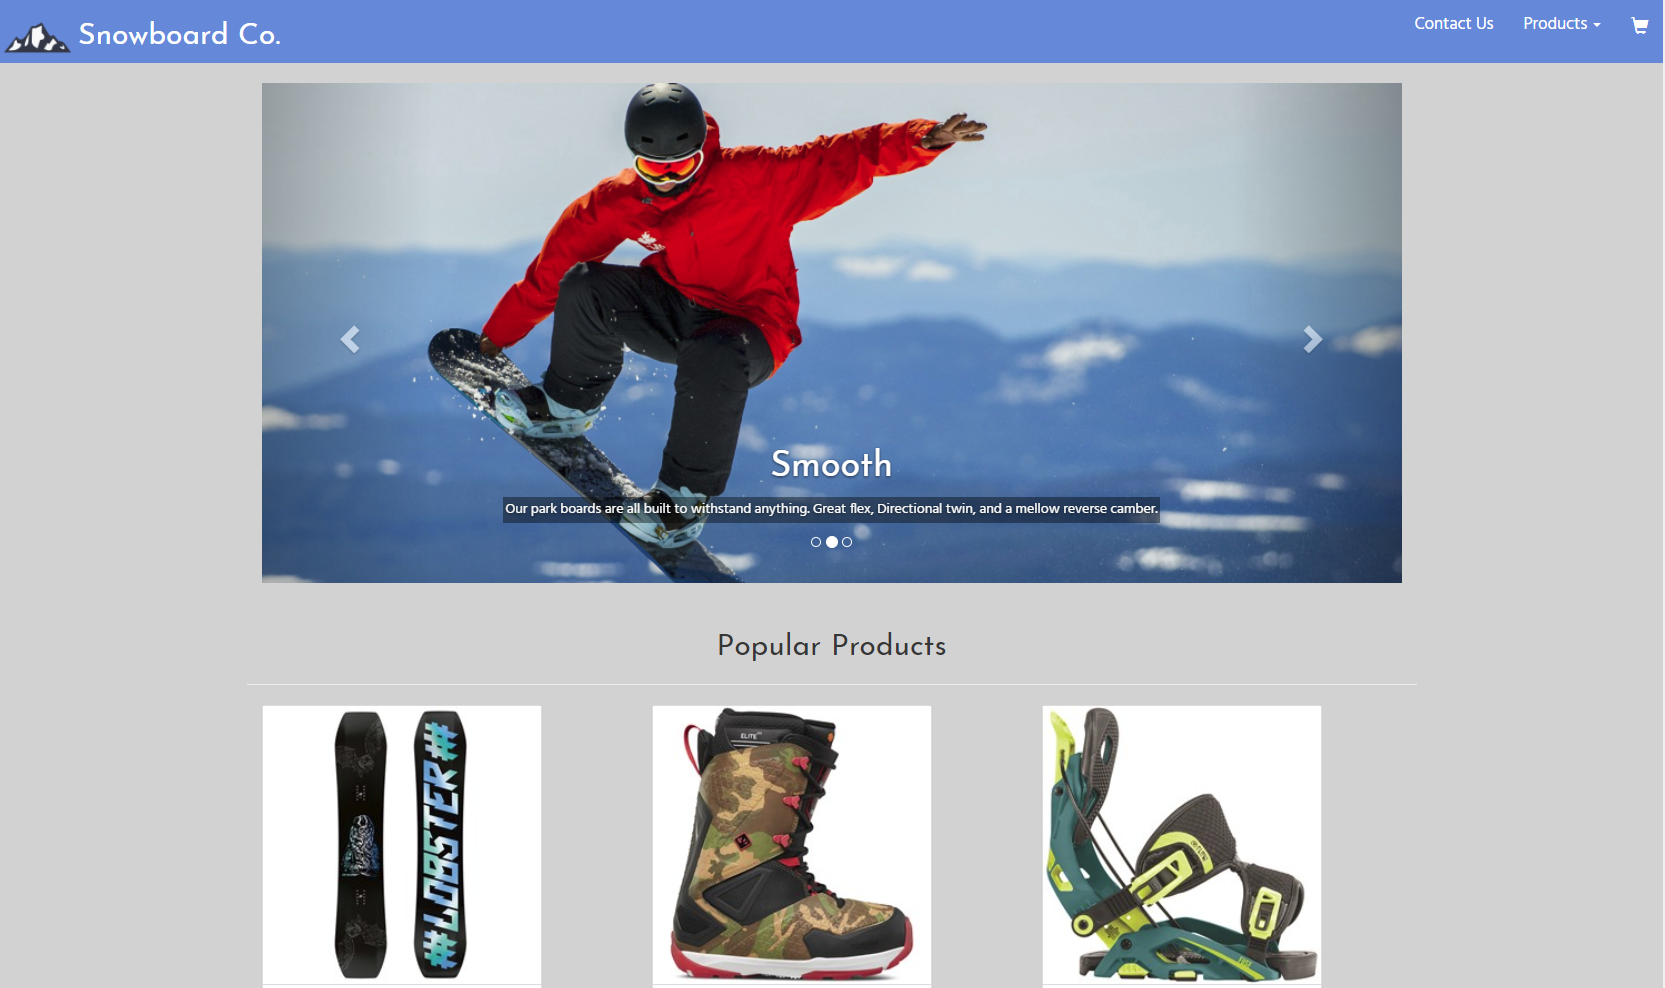 Snowboard Co.
Contact Us
Products
Smooth
Our park boards are all built to withstand anything. Great flex, Directional twin, and a mellow reverse camber.
Popular Products
#LOBSTER#
ELITE